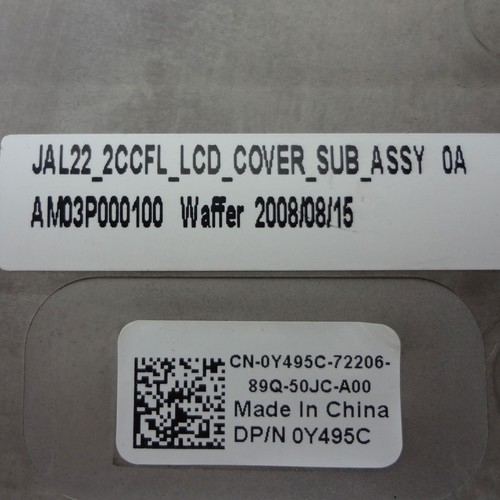 JAL22_2CCFL_LCD_COVER_SUB_ASSY 0A
AM03P000100 Waffer 2008/08/15
CN-0Y495C-72206-
89Q-50JC-A00
Made In China
DP/N 0Y495C